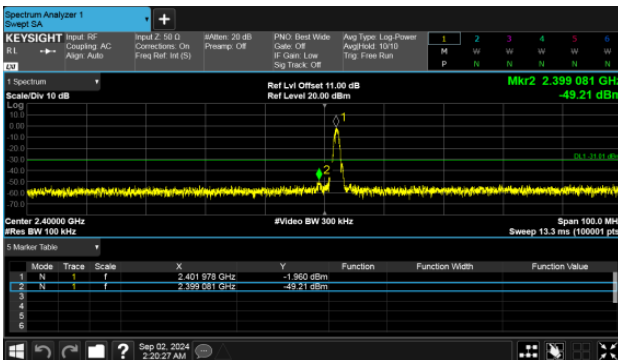 Spectrum Analyzer 1
Swept SA
KEYSIGHT Input: RF Input Z: 50 Ω #Atten: 20 dB PNO: Best Wide Avg Type: Log-Power 1 2 3 4 5 6
RL Coupling: AC Corrections: On Preamp: Off Gate: Off Avg|Hold: 10/10 M W W W W W
Align: Auto Freq Ref: Int (S) IF Gain: Low Trig: Free Run
LXI Sig Track: Off P N N N N N
1 Spectrum Ref Lvl Offset 11.00 dB Mkr2 2.399 081 GHz
Scale/Div 10 dB Ref Level 20.00 dBm -49.21 dBm
Log
10.0
0.00
-10.0
-20.0
-30.0 DL1 -31.01 dBm
-40.0
-50.0
-60.0
-70.0
1
2
Center 2.40000 GHz #Video BW 300 kHz Span 100.0 MHz
#Res BW 100 kHz Sweep 13.3 ms (100001 pts)
5 Marker Table
Mode Trace Scale X Y Function Function Width Function Value
1 N 1 f 2.401 978 GHz -1.960 dBm
2 N 1 f 2.399 081 GHz -49.21 dBm
3
4
5
6
? Sep 02, 2024
2:20:27 AM